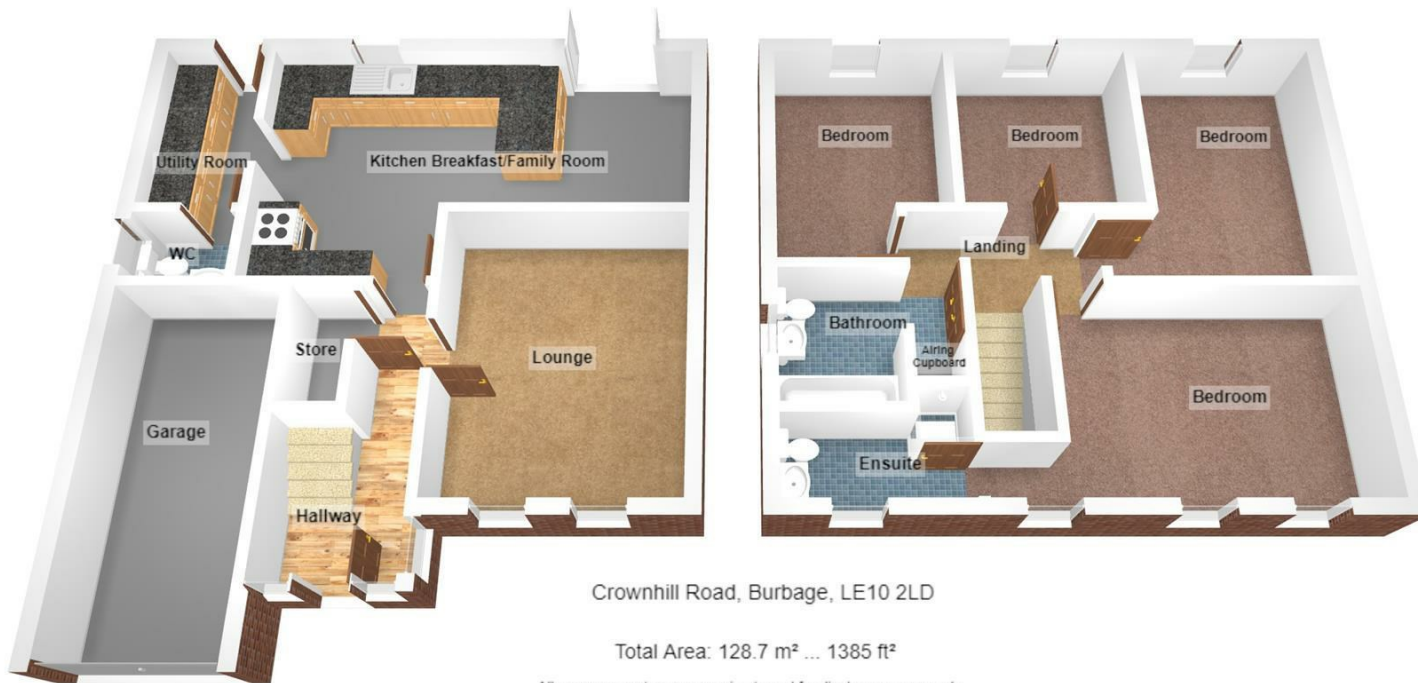 Utility Room
Kitchen Breakfast/Family Room
WC
Store
Lounge
Garage
Hallway
Bedroom
Bedroom
Bedroom
Landing
Bathroom
Airing
Cupboard
Bedroom
Ensuite
Crownhill Road, Burbage, LE10 2LD
Total Area: 128.7 m² ... 1385 ft²